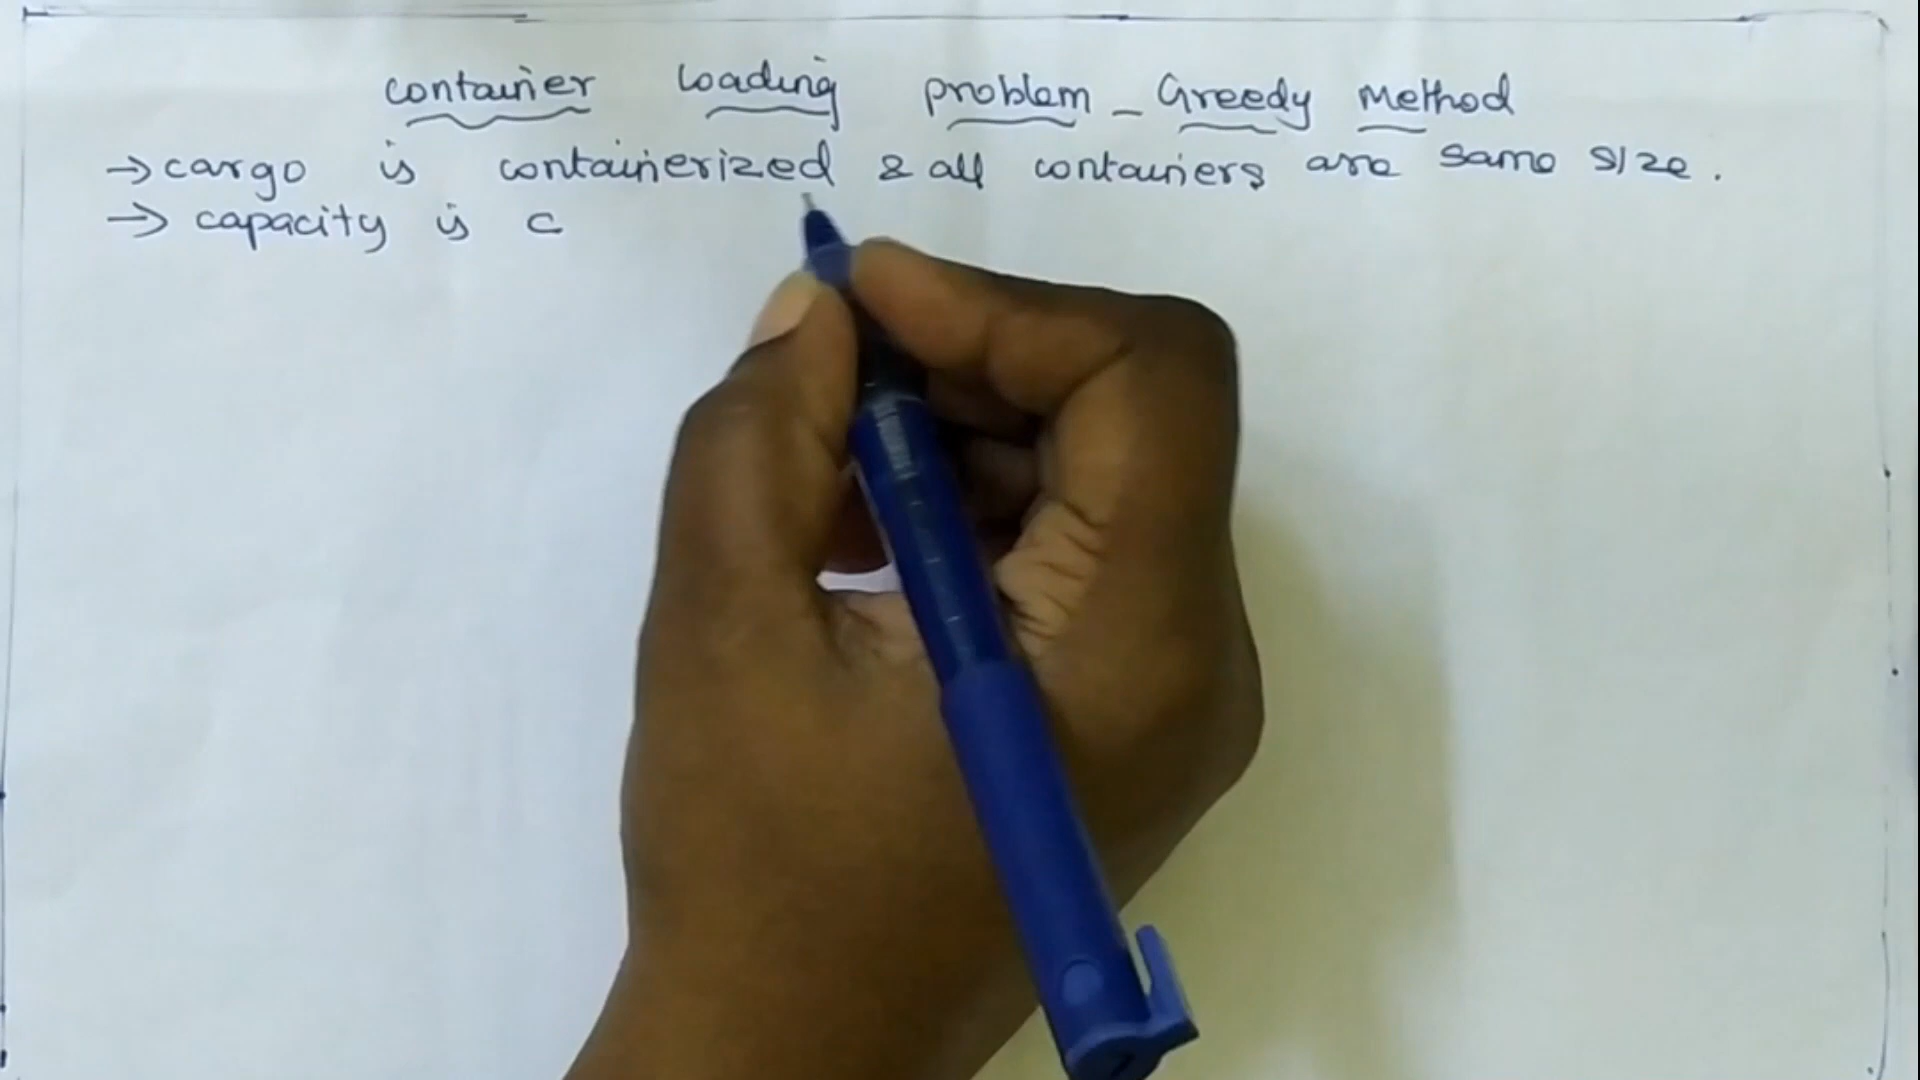 container loading problem - Greedy Method
→ cargo is containerized & all containers are same size.
→ capacity is c